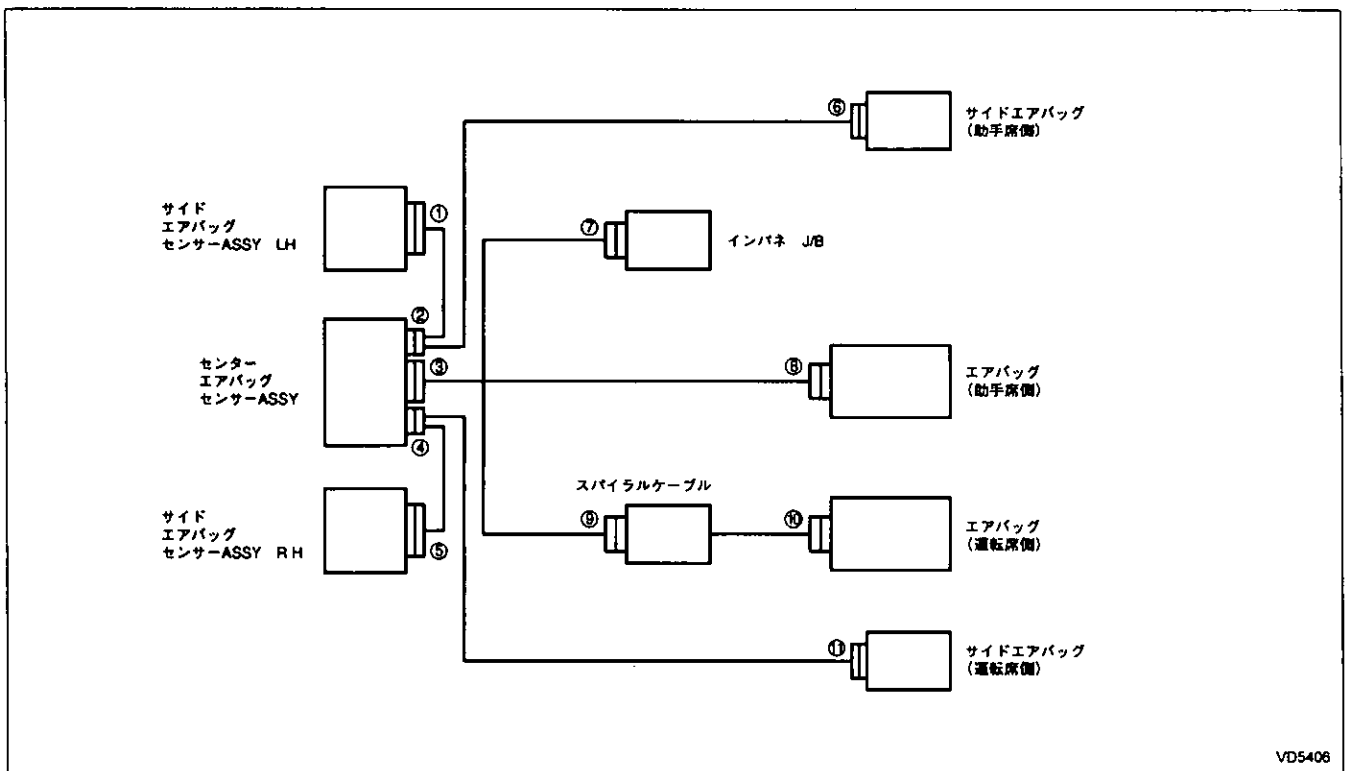 ⑥
サイドエアバッグ
(助手席側)
サイド
エアバッグ
センサーASSY LH
①
⑦
インパネ J/B
②
センター
エアバッグ
センサーASSY
③
⑧
エアバッグ
(助手席側)
④
スパイラルケーブル
サイド
エアバッグ
センサーASSY RH
⑤
⑨
⑩
エアバッグ
(運転席側)
⑪
サイドエアバッグ
(運転席側)
VD5406